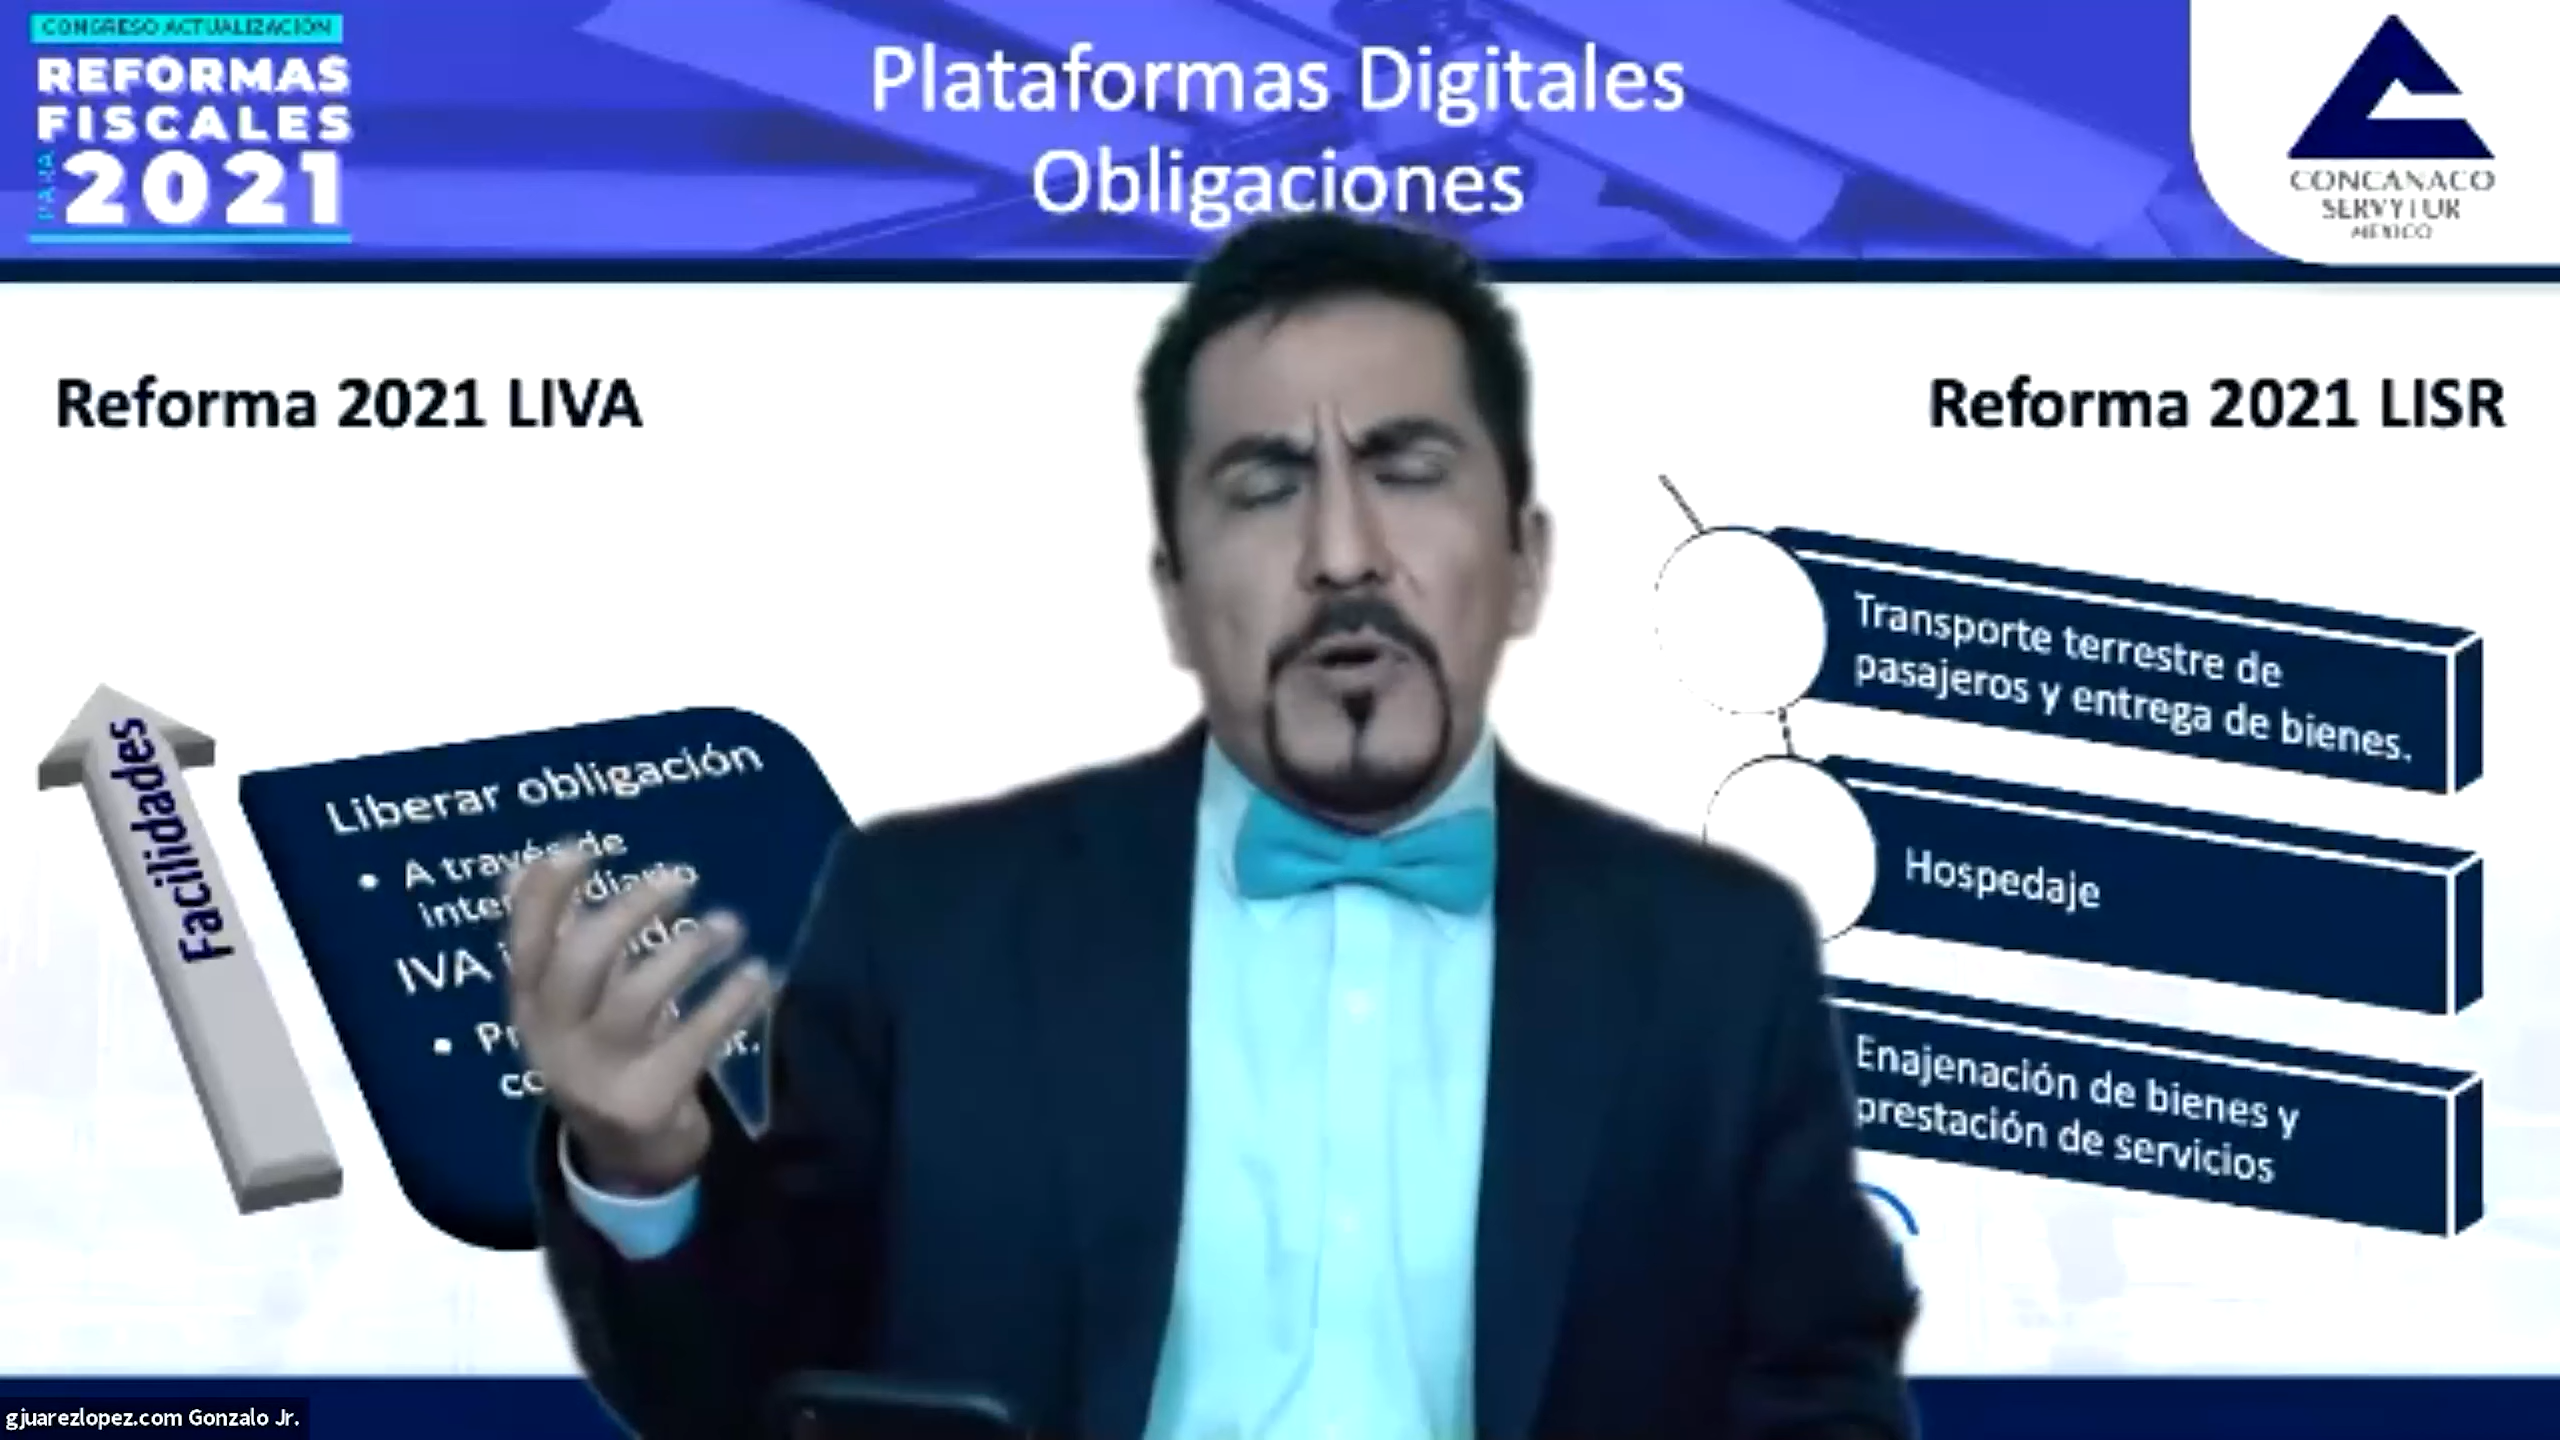 CONGRESO ACTUALIZACIÓN
REFORMAS
FISCALES
PARA
2021
Plataformas Digitales
Obligaciones
CONCANACO
SERVYTUR
MEXICO
Reforma 2021 LIVA
Reforma 2021 LISR
Facilidades
Liberar obligación
• A través de
IVA
Transporte terrestre de
pasajeros y entrega de bienes.
Hospedaje
Enajenación de bienes y
prestación de servicios
gjuarezlopez.com Gonzalo Jr.